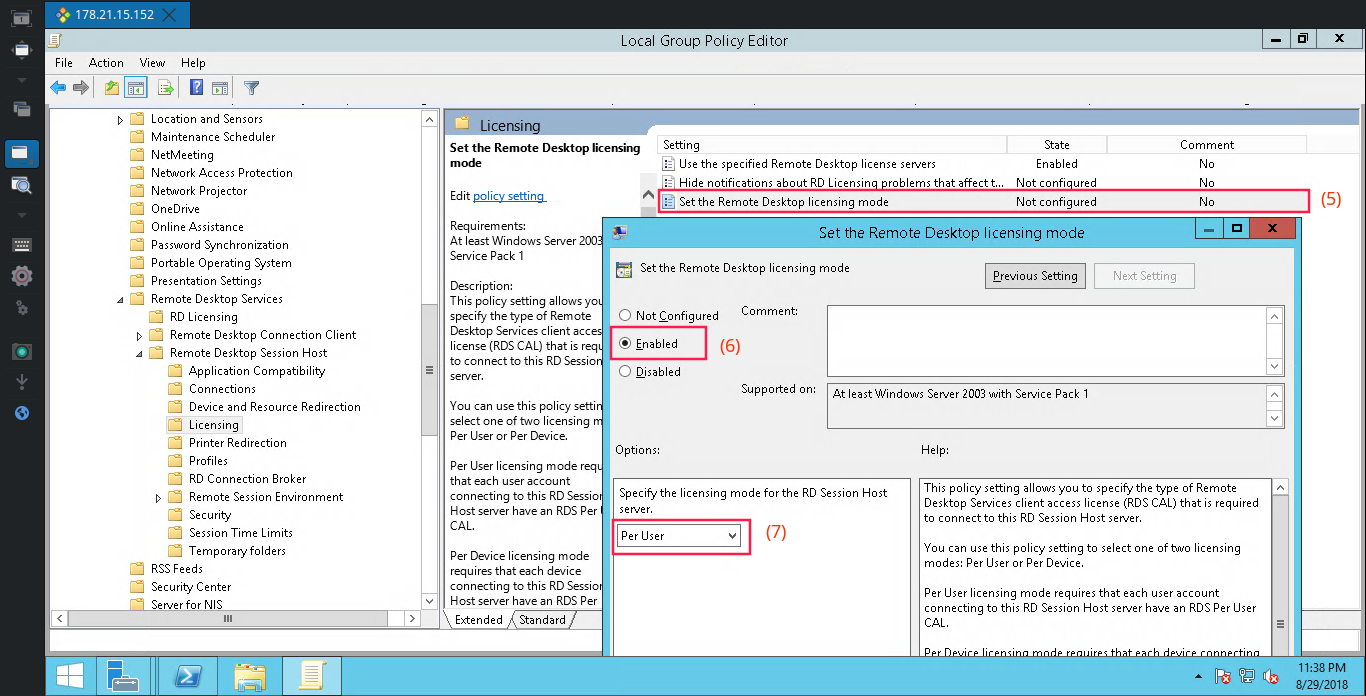 178.21.15.152
Local Group Policy Editor
File Action View Help
Location and Sensors
Maintenance Scheduler
NetMeeting
Network Access Protection
Network Projector
OneDrive
Online Assistance
Password Synchronization
Portable Operating System
Presentation Settings
Remote Desktop Services
RD Licensing
Remote Desktop Connection Client
Remote Desktop Session Host
Application Compatibility
Connections
Device and Resource Redirection
Licensing
Printer Redirection
Profiles
RD Connection Broker
Remote Session Environment
Security
Session Time Limits
Temporary folders
RSS Feeds
Security Center
Server for NIS
Licensing
Set the Remote Desktop licensing
mode
Edit policy setting
Requirements:
At least Windows Server 2003
Service Pack 1
Description:
This policy setting allows you
specify the type of Remote
Desktop Services client access
license (RDS CAL) that is requ
to connect to this RD Session
server.
You can use this policy settin
select one of two licensing m
Per User or Per Device.
Per User licensing mode requ
that each user account
connecting to this RD Session
Host server have an RDS Per U
CAL.
Per Device licensing mode
requires that each device
connecting to this RD Session
Host server have an RDS Per
Extended Standard
Setting State Comment
Use the specified Remote Desktop license servers Enabled No
Hide notifications about RD Licensing problems that affect t... Not configured No
Set the Remote Desktop licensing mode Not configured No
(5)
Set the Remote Desktop licensing mode
Set the Remote Desktop licensing mode
Previous Setting Next Setting
Not Configured
Enabled
(6)
Disabled
Comment:
Supported on:
At least Windows Server 2003 with Service Pack 1
Options:
Help:
Specify the licensing mode for the RD Session Host
server.
Per User
(7)
This policy setting allows you to specify the type of Remote
Desktop Services client access license (RDS CAL) that is required
to connect to this RD Session Host server.
You can use this policy setting to select one of two licensing
modes: Per User or Per Device.
Per User licensing mode requires that each user account
connecting to this RD Session Host server have an RDS Per User
CAL.
Per Device licensing mode requires that each device connecting
11:38 PM
8/29/2018